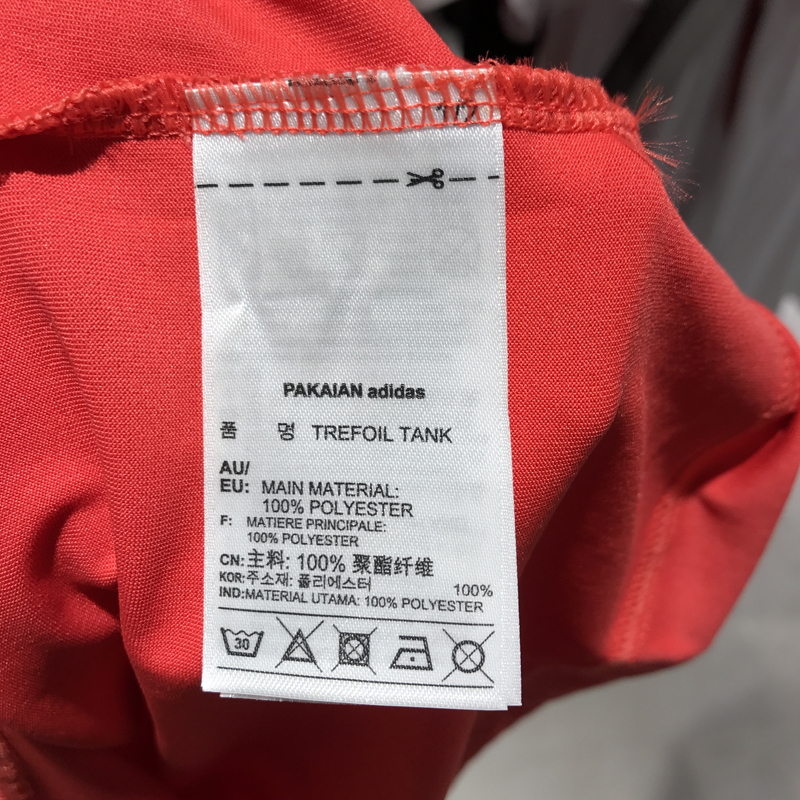 PAKAIAN adidas
품 명 TREFOIL TANK
AU/
EU: MAIN MATERIAL:
100% POLYESTER
F: MATIERE PRINCIPALE:
100% POLYESTER
CN:主料: 100% 聚酯纤维
KOR:주소재: 폴리에스터 100%
IND:MATERIAL UTAMA: 100% POLYESTER
30